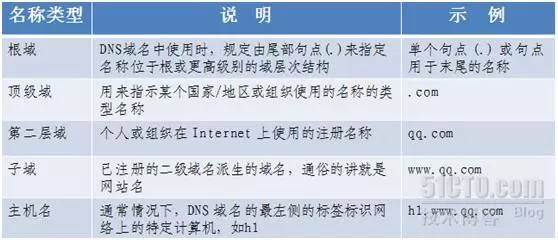 名称类型 说 明 示 例
根域 DNS域名中使用时，规定由尾部句点(.)来指定名称位于根或更高级别的域层次结构 单个句点 (.) 或句点用于末尾的名称
顶级域 用来指示某个国家/地区或组织使用的名称的类型名称 .com
第二层域 个人或组织在 Internet 上使用的注册名称 qq.com
子域 已注册的二级域名派生的域名，通俗的讲就是网站名 www.qq.com
主机名 通常情况下，DNS 域名的最左侧的标签标识网络上的特定计算机，如h1 h1.www.qq.com
51CTO.com
技术博客